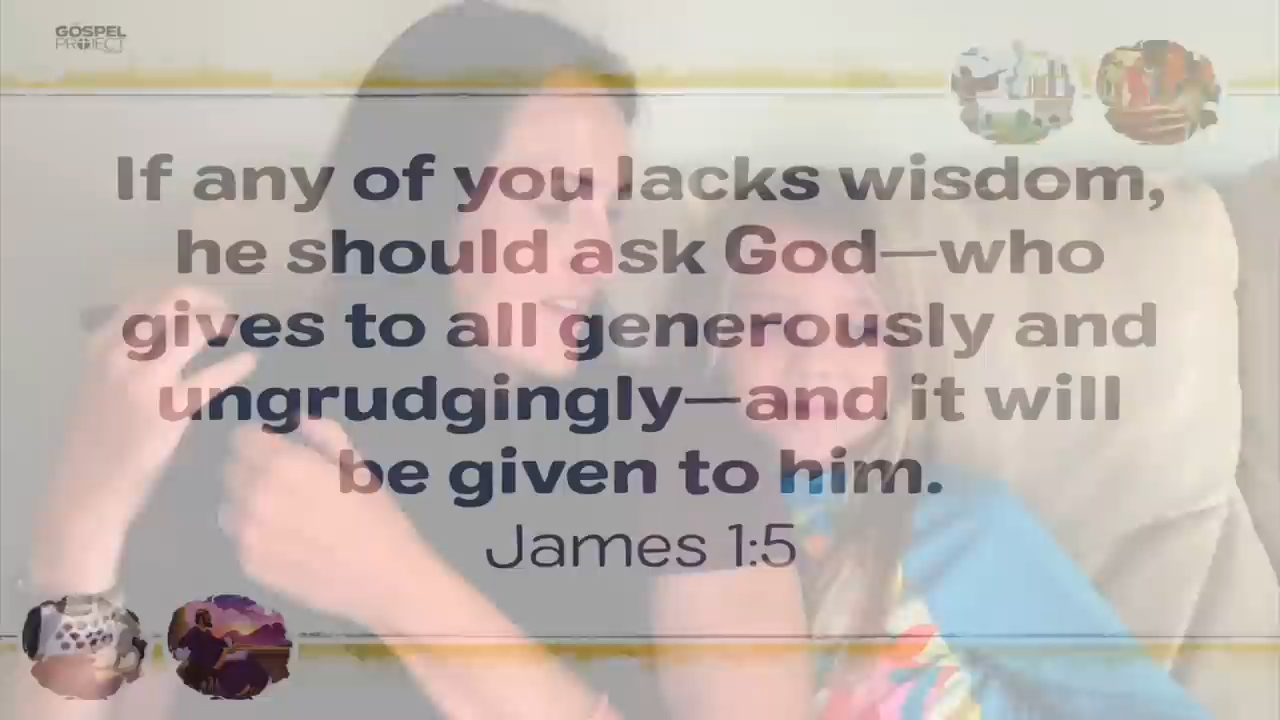 THE
GOSPEL
PROJECT
If any of you lacks wisdom,
he should ask God—who
gives to all generously and
ungrudgingly—and it will
be given to him.
James 1:5